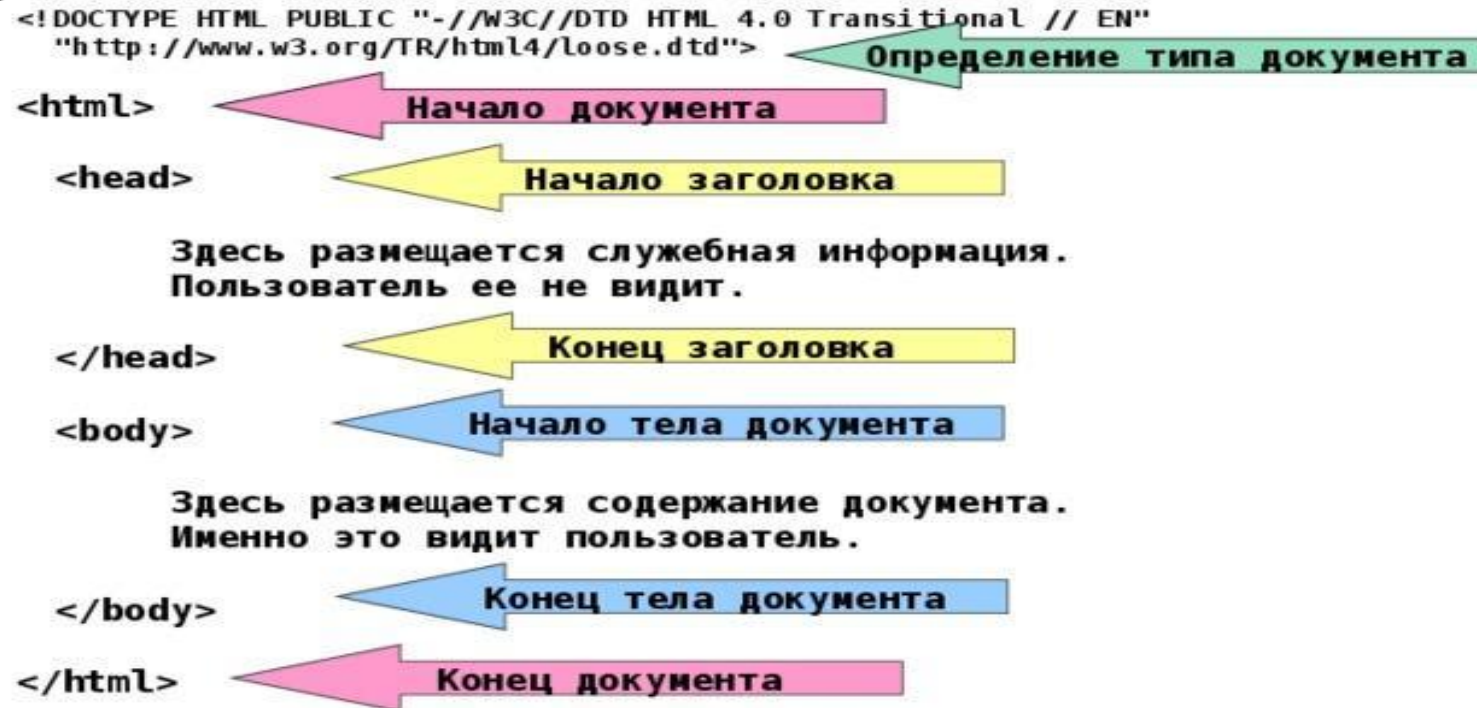 <!DOCTYPE HTML PUBLIC "-//W3C//DTD HTML 4.0 Transitional // EN"
"http://www.w3.org/TR/html4/loose.dtd"> Определение типа документа
<html> Начало документа
<head> Начало заголовка
Здесь размещается служебная информация.
Пользователь ее не видит.
</head> Конец заголовка
<body> Начало тела документа
Здесь размещается содержание документа.
Именно это видит пользователь.
</body> Конец тела документа
</html> Конец документа